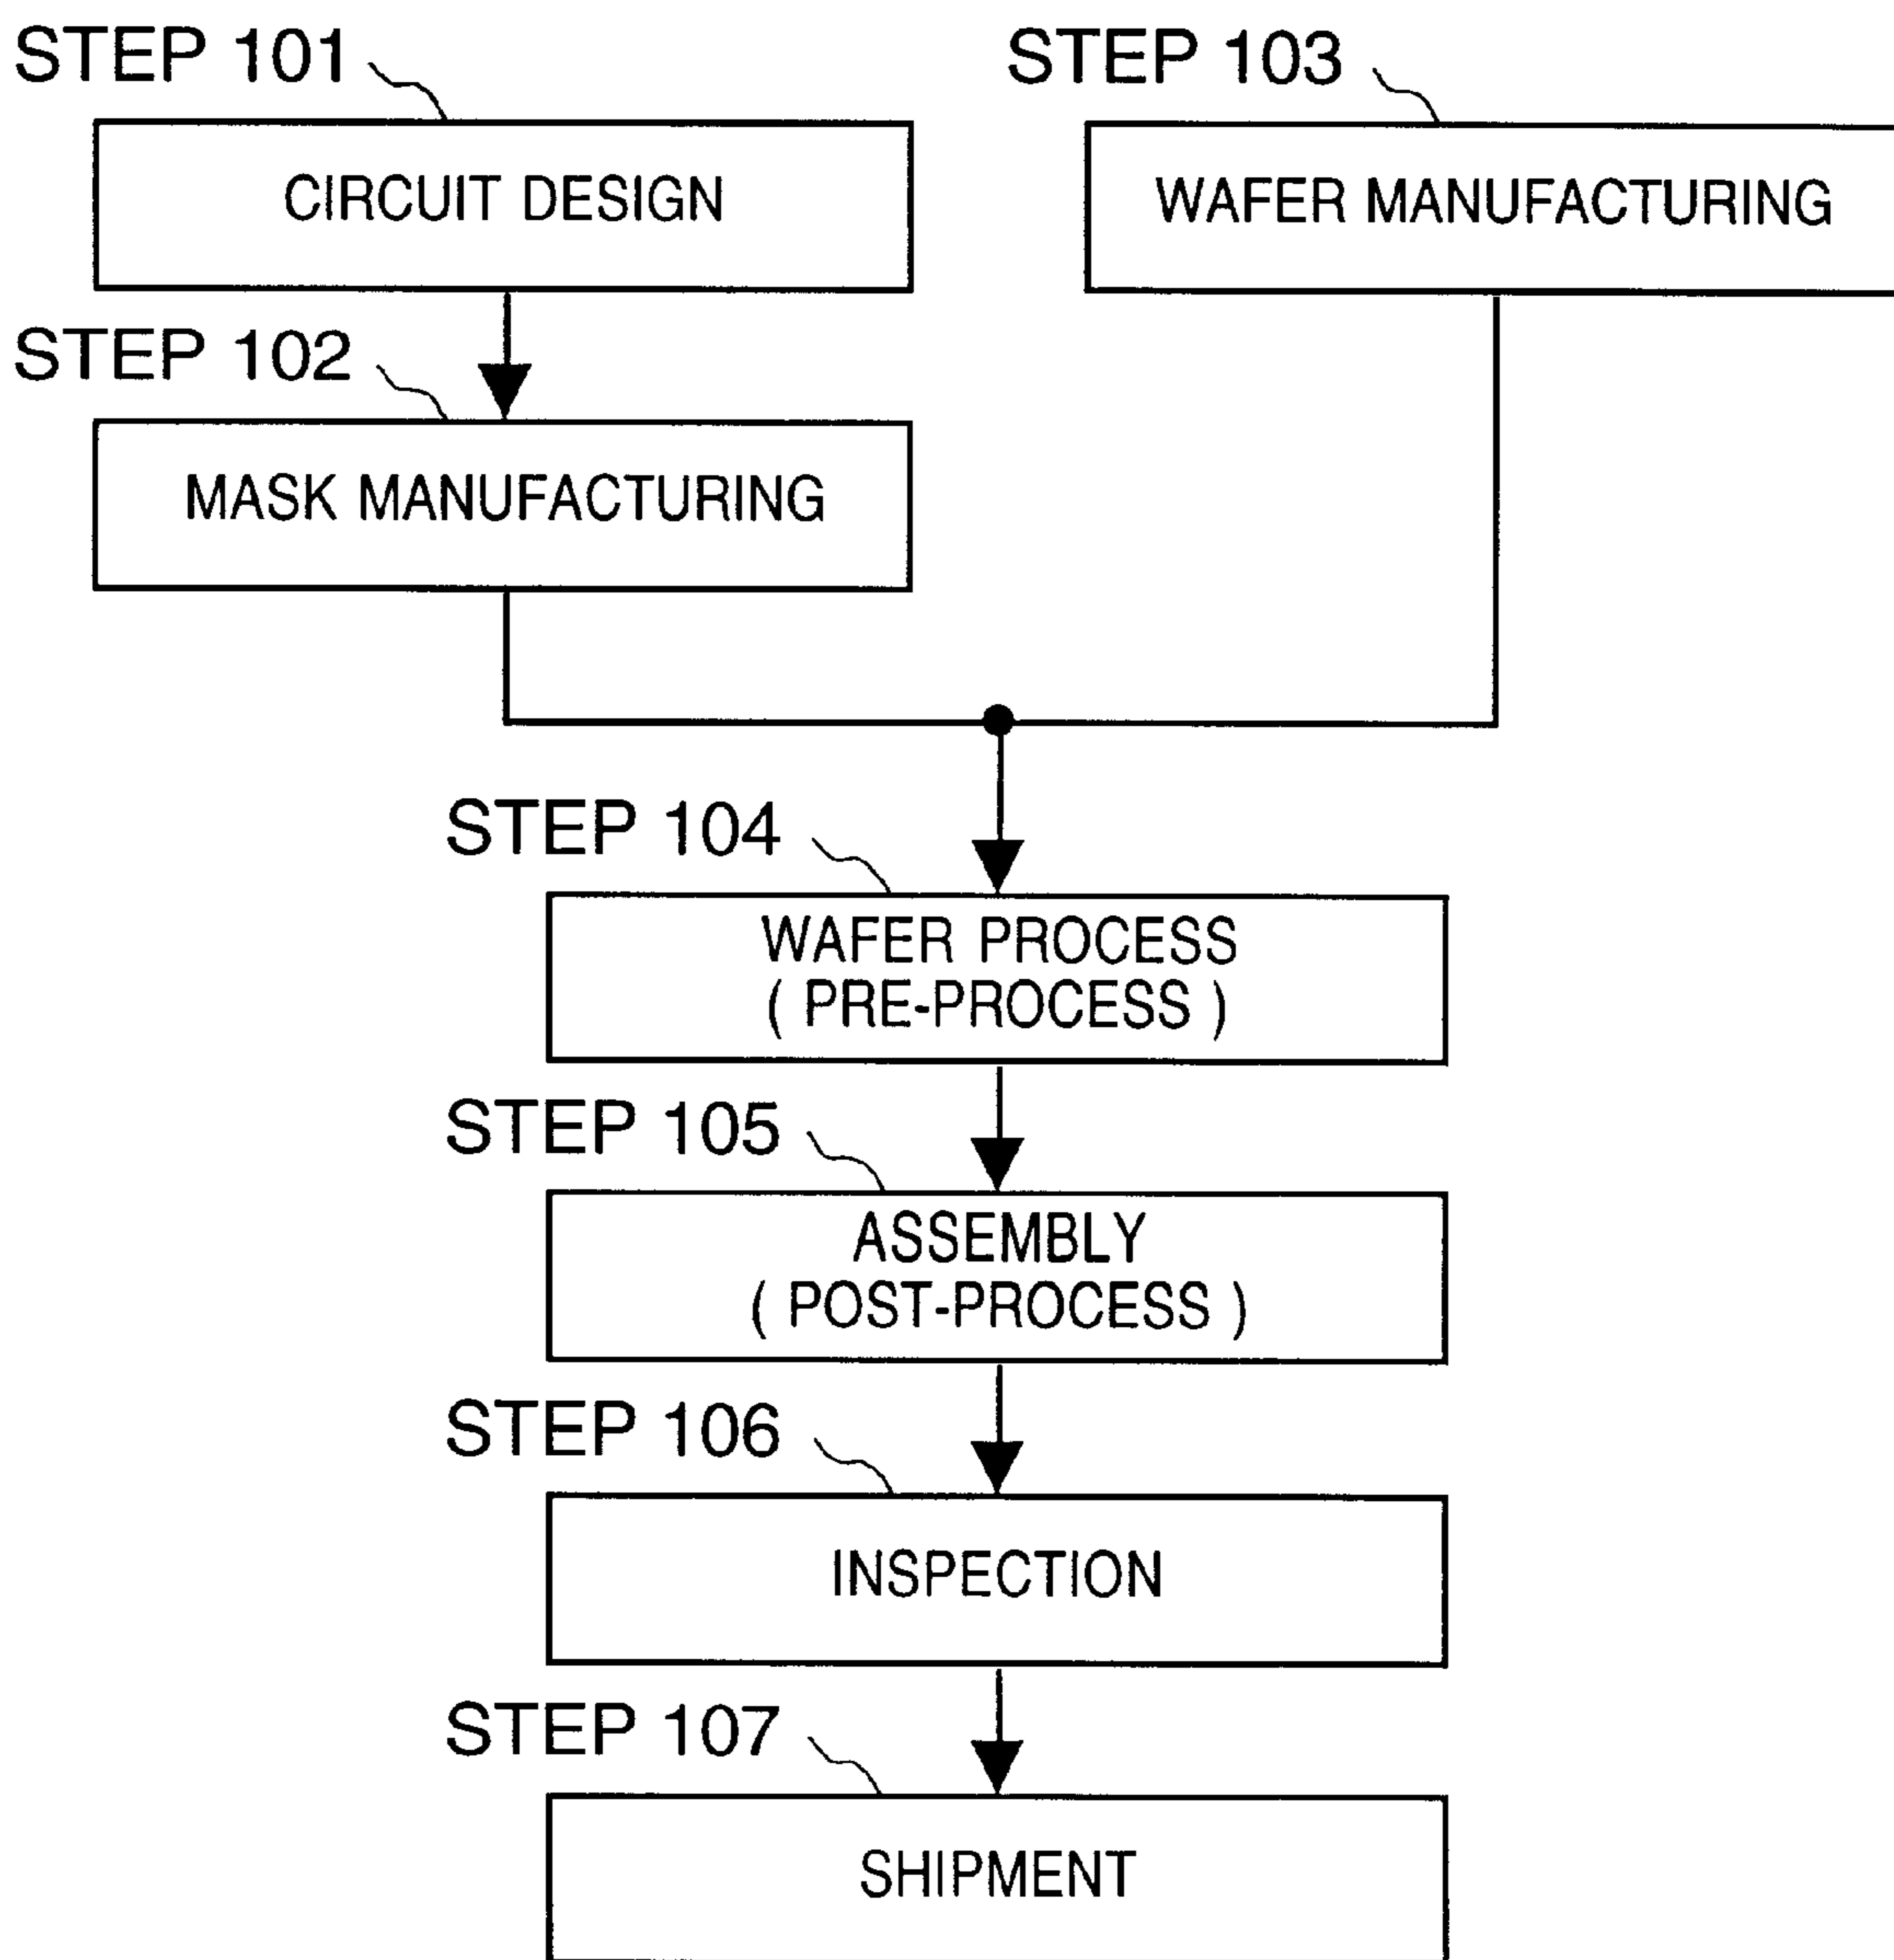 STEP 101
CIRCUIT DESIGN
STEP 103
WAFER MANUFACTURING
STEP 102
MASK MANUFACTURING
STEP 104
WAFER PROCESS
( PRE-PROCESS )
STEP 105
ASSEMBLY
( POST-PROCESS )
STEP 106
INSPECTION
STEP 107
SHIPMENT